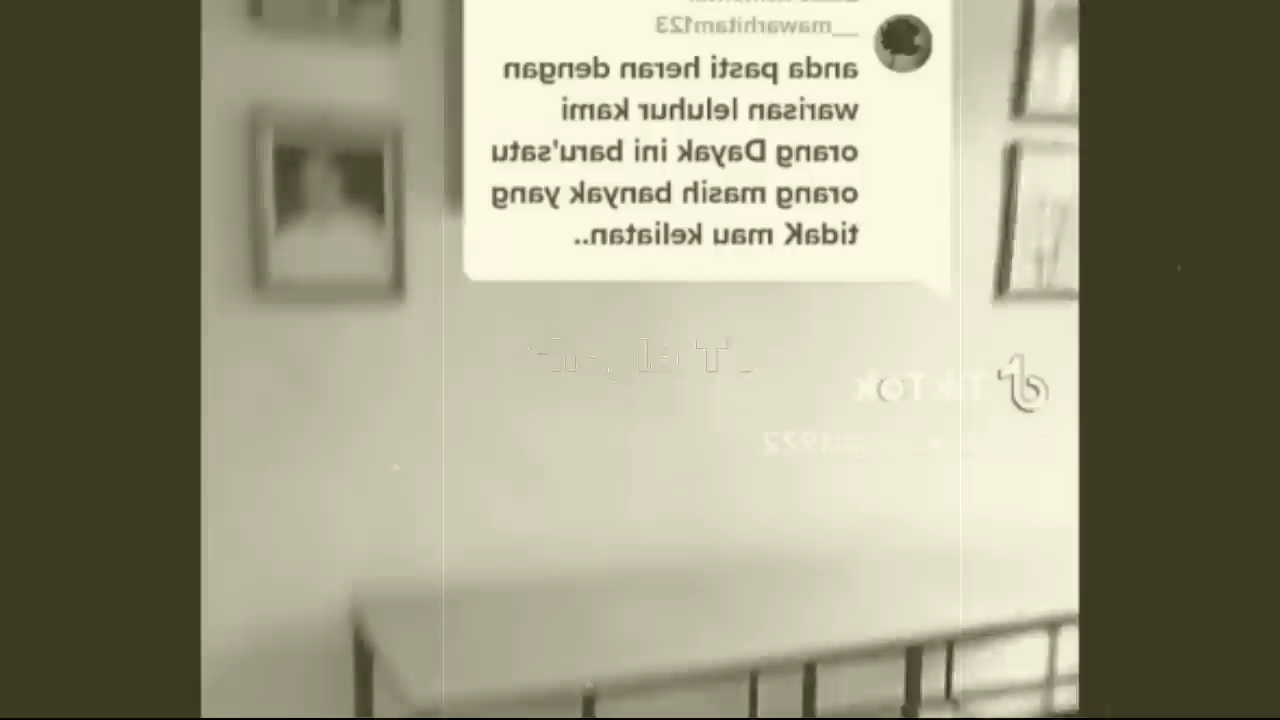 __mawarhitam123
anda pasti heran dengan
warisan leluhur kami
orang Dayak ini baru'satu
orang masih banyak yang
tidaK mau keliatan..
TikTok